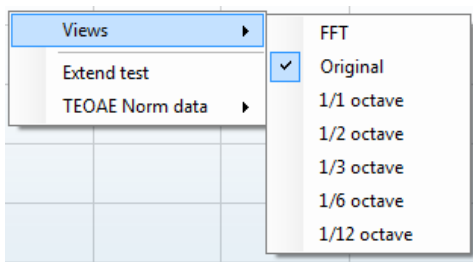 Views
Extend test
TEOAE Norm data
FFT
Original
1/1 octave
1/2 octave
1/3 octave
1/6 octave
1/12 octave